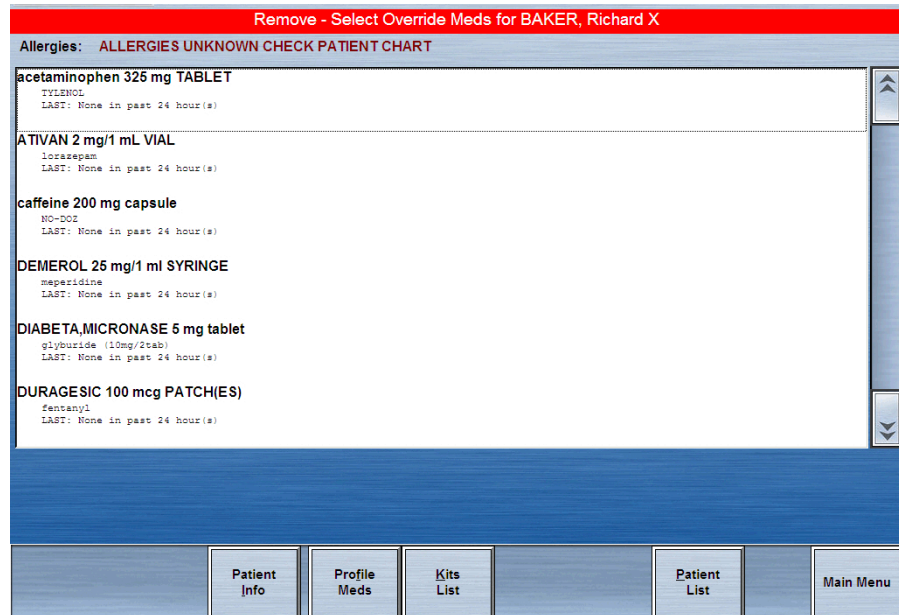 Remove - Select Override Meds for BAKER, Richard X
Allergies: ALLERGIES UNKNOWN CHECK PATIENT CHART
acetaminophen 325 mg TABLET
TYLENOL
LAST: None in past 24 hour(s)
ATIVAN 2 mg/1 mL VIAL
lorazepam
LAST: None in past 24 hour(s)
caffeine 200 mg capsule
NO-DOZ
LAST: None in past 24 hour(s)
DEMEROL 25 mg/1 ml SYRINGE
meperidine
LAST: None in past 24 hour(s)
DIABETA,MICRONASE 5 mg tablet
glyburide (10mg/2tab)
LAST: None in past 24 hour(s)
DURAGESIC 100 mcg PATCH(ES)
fentanyl
LAST: None in past 24 hour(s)
Patient
Info
Profile
Meds
Kits
List
Patient
List
Main Menu